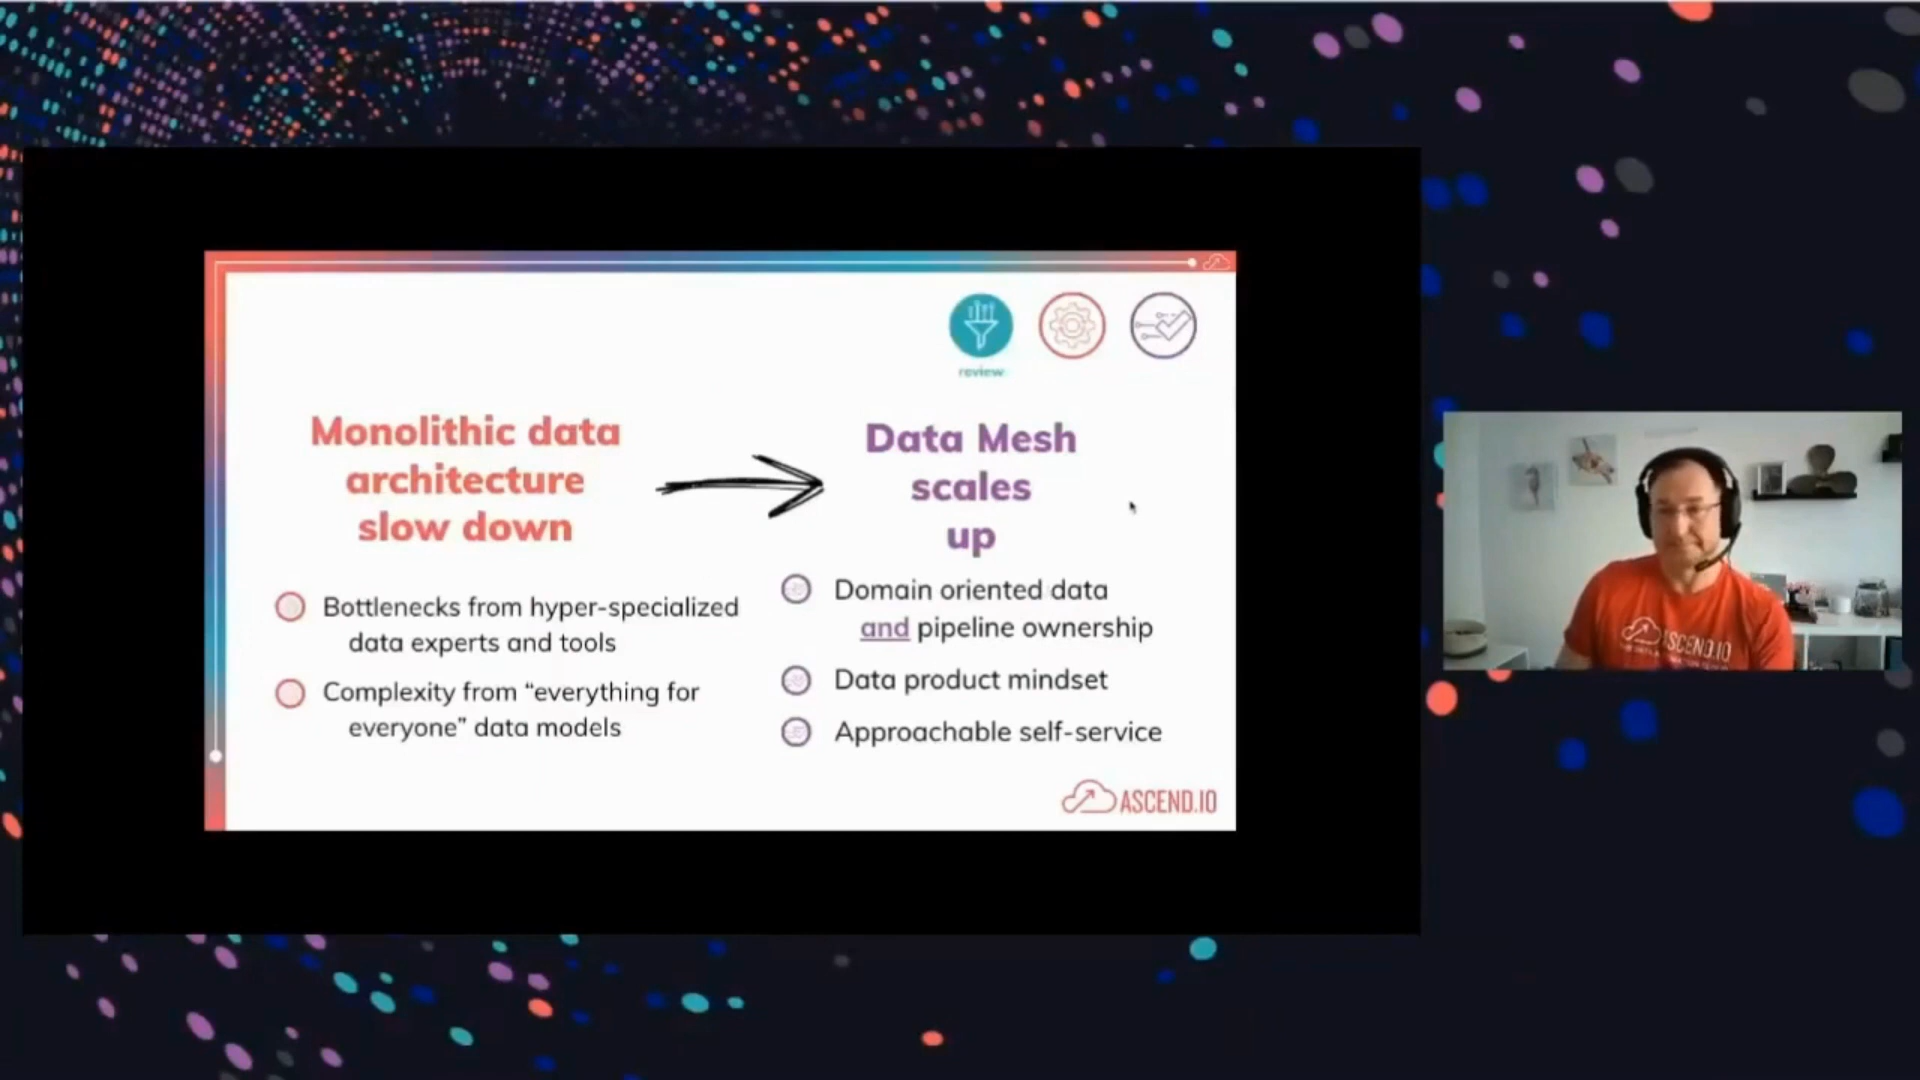 review
Monolithic data
architecture
slow down
Data Mesh
scales
up
Bottlenecks from hyper-specialized
data experts and tools
Complexity from “everything for
everyone” data models
Domain oriented data
and pipeline ownership
Data product mindset
Approachable self-service
ASCEND.IO
ASCEND.IO